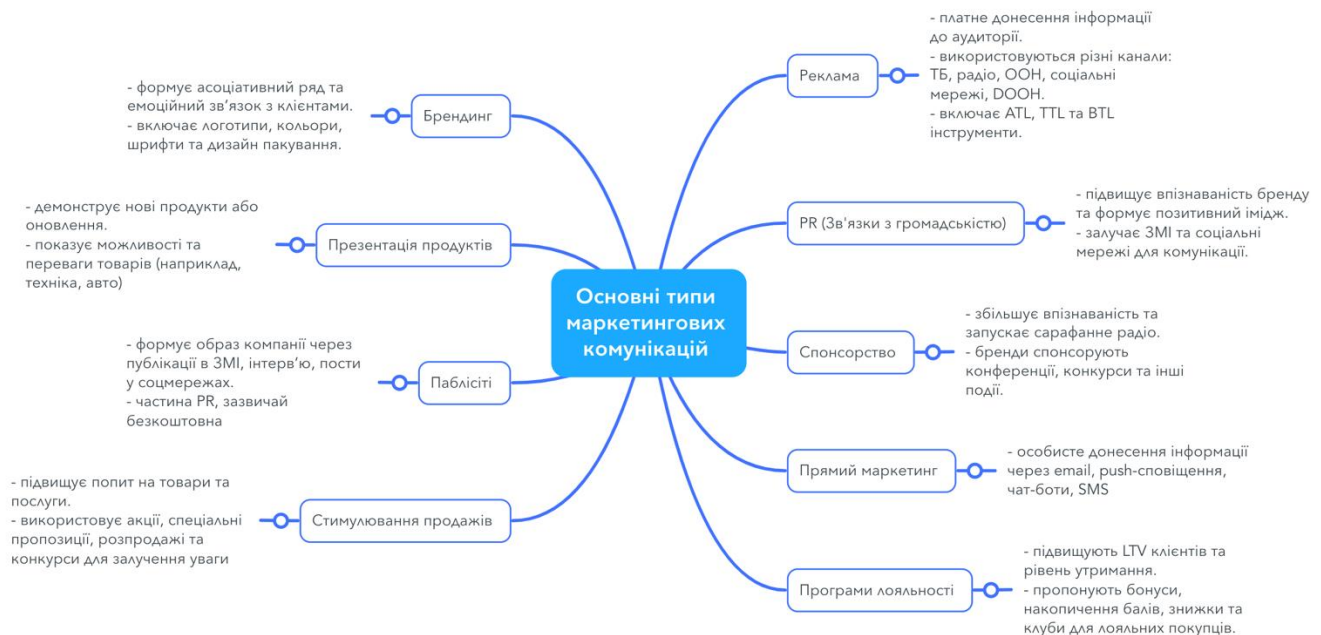 Основні типи
маркетингових
комунікацій
Реклама
- платне донесення інформації
до аудиторії.
- використовуються різні канали:
ТБ, радіо, ООН, соціальні
мережі, DOOH.
- включає ATL, TTL та BTL
інструменти.
PR (Зв'язки з громадськістю)
- підвищує впізнаваність бренду
та формує позитивний імідж.
- залучає ЗМІ та соціальні
мережі для комунікації.
Спонсорство
- збільшує впізнаваність та
запускає сарафанне радіо.
- бренди спонсорують
конференції, конкурси та інші
події.
Прямий маркетинг
- особисте донесення інформації
через email, push-сповіщення,
чат-боти, SMS
Програми лояльності
- підвищують LTV клієнтів та
рівень утримання.
- пропонують бонуси,
накопичення балів, знижки та
клуби для лояльних покупців.
Брендинг
- формує асоціативний ряд та
емоційний зв’язок з клієнтами.
- включає логотипи, кольори,
шрифти та дизайн пакування.
Презентація продуктів
- демонструє нові продукти або
оновлення.
- показує можливості та
переваги товарів (наприклад,
техніка, авто)
Паблісіті
- формує образ компанії через
публікації в ЗМІ, інтерв’ю, пости
у соцмережах.
- частина PR, зазвичай
безкоштовна
Стимулювання продажів
- підвищує попит на товари та
послуги.
- використовує акції, спеціальні
пропозиції, розпродажі та
конкурси для залучення уваги